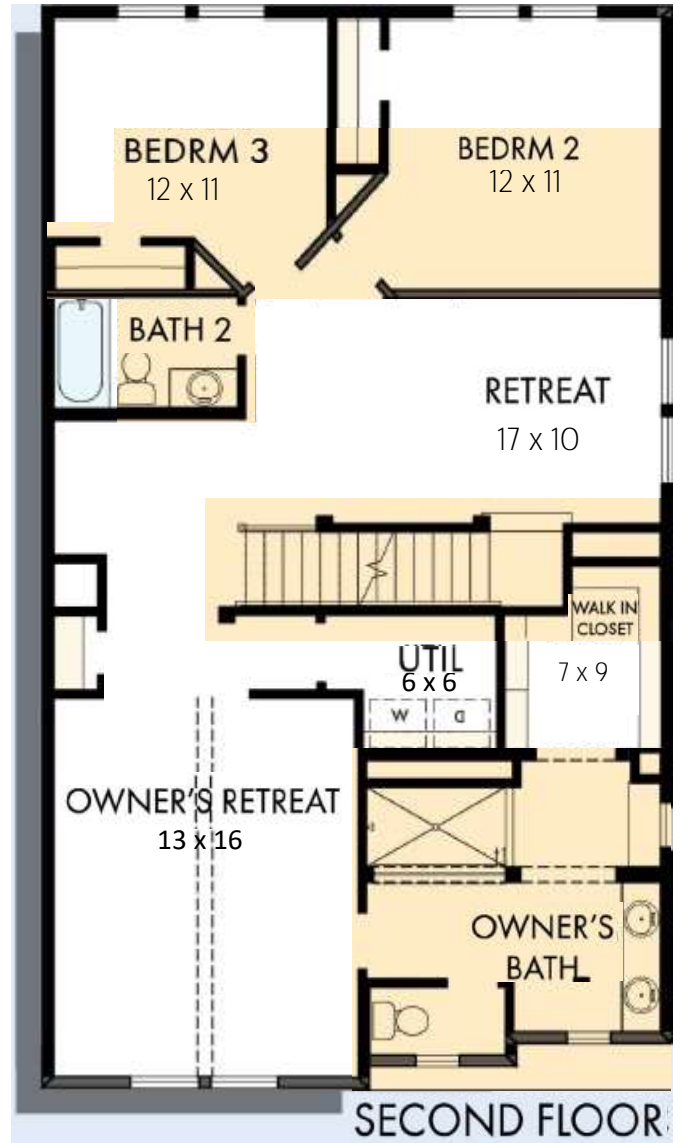 BEDRM 3
12 x 11
BEDRM 2
12 x 11
BATH 2
RETREAT
17 x 10
WALK IN
CLOSET
7 x 9
UTIL
6 x 6
W
D
OWNER'S RETREAT
13 x 16
OWNER'S
BATH
SECOND FLOOR